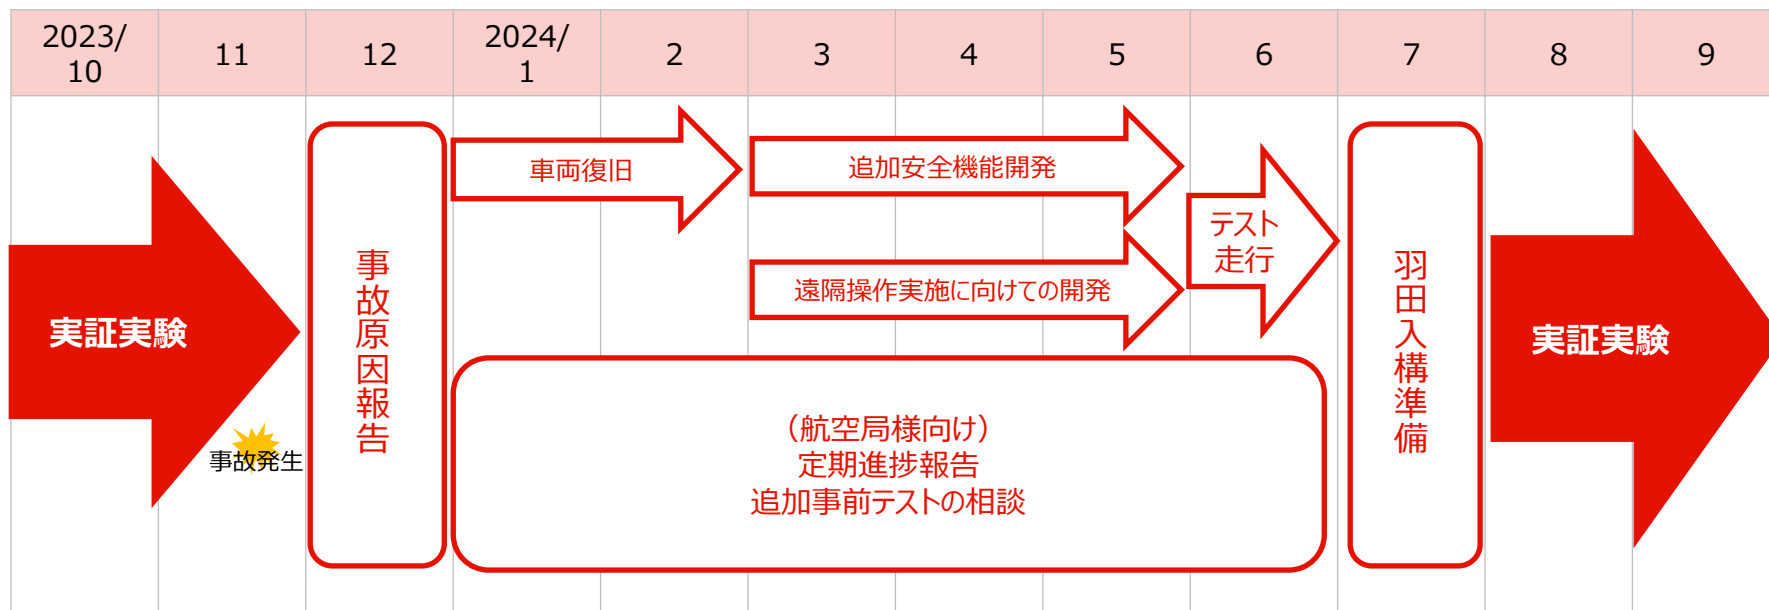 2023/
10
11
12
2024/
1
2
3
4
5
6
7
8
9
実証実験
事故発生
事故原因報告
車両復旧
追加安全機能開発
遠隔操作実施に向けての開発
テスト
走行
（航空局様向け）
定期進捗報告
追加事前テストの相談
羽田入構準備
実証実験